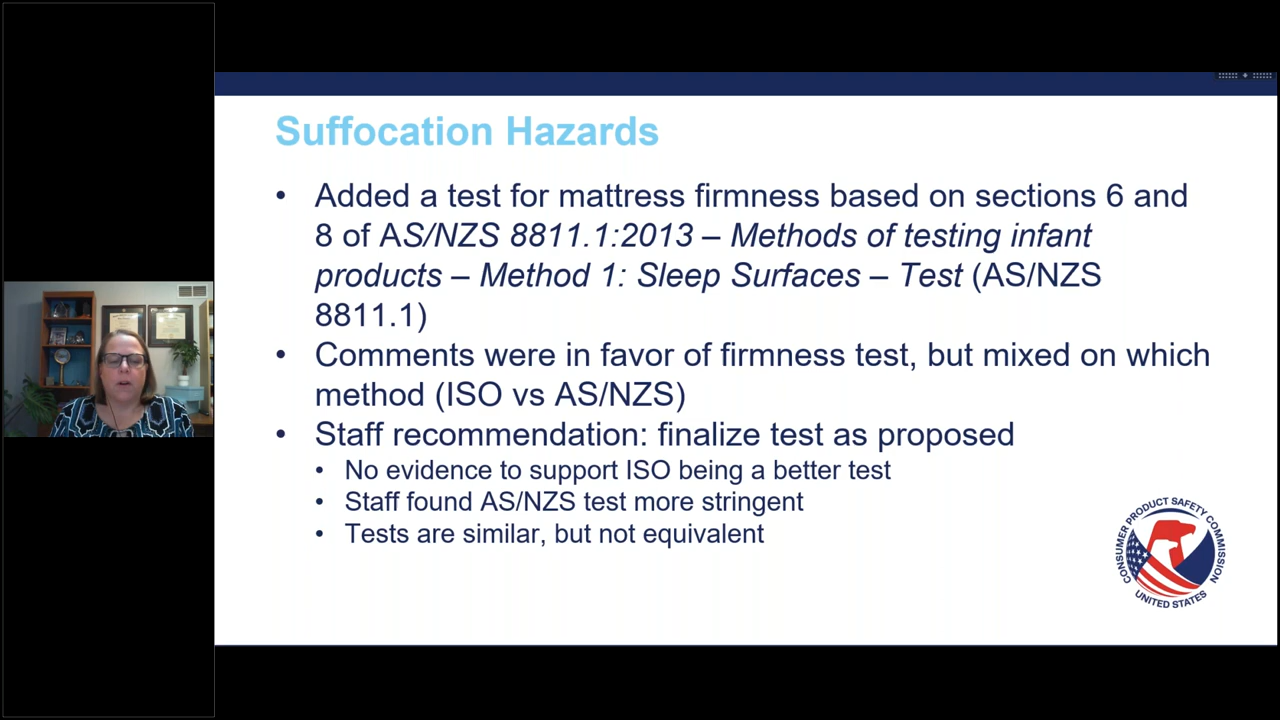 Suffocation Hazards
• Added a test for mattress firmness based on sections 6 and
8 of AS/NZS 8811.1:2013 – Methods of testing infant
products – Method 1: Sleep Surfaces – Test (AS/NZS
8811.1)
• Comments were in favor of firmness test, but mixed on which
method (ISO vs AS/NZS)
• Staff recommendation: finalize test as proposed
• No evidence to support ISO being a better test
• Staff found AS/NZS test more stringent
• Tests are similar, but not equivalent
CONSUMER PRODUCT SAFETY COMMISSION
UNITED STATES